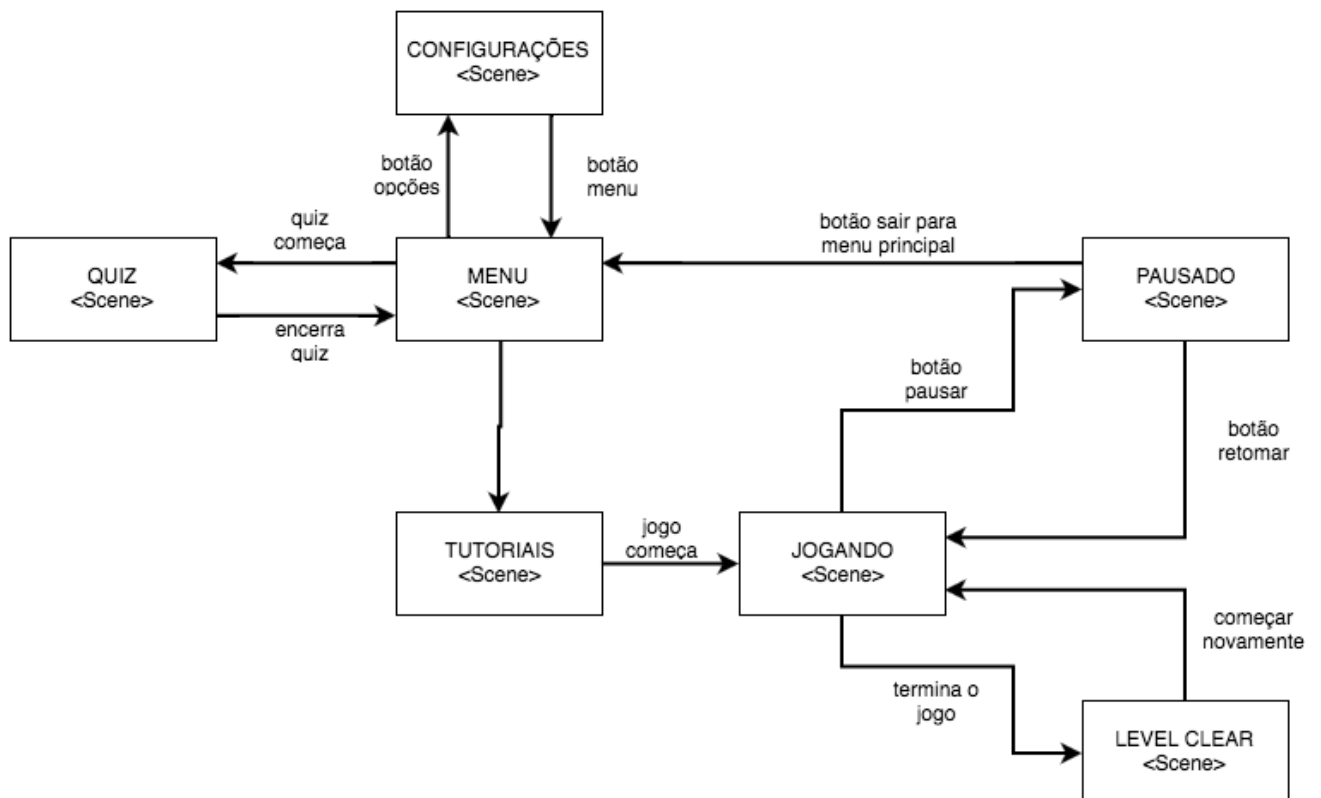 CONFIGURAÇÕES
<Scene>
botão
opções
botão
menu
quiz
começa
botão sair para
menu principal
QUIZ
<Scene>
MENU
<Scene>
PAUSADO
<Scene>
encerra
quiz
botão
pausar
botão
retomar
TUTORIAIS
<Scene>
jogo
começa
JOGANDO
<Scene>
começar
novamente
termina o
jogo
LEVEL CLEAR
<Scene>